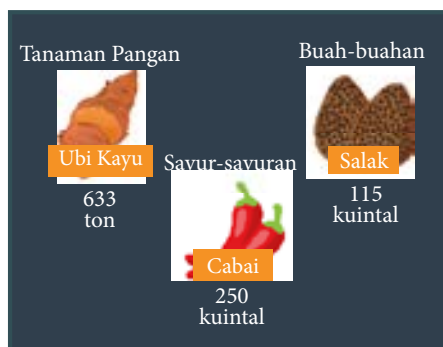 Tanaman Pangan
Ubi Kayu
633
ton
Sayur-sayuran
Cabai
250
kuintal
Buah-buahan
Salak
115
kuintal